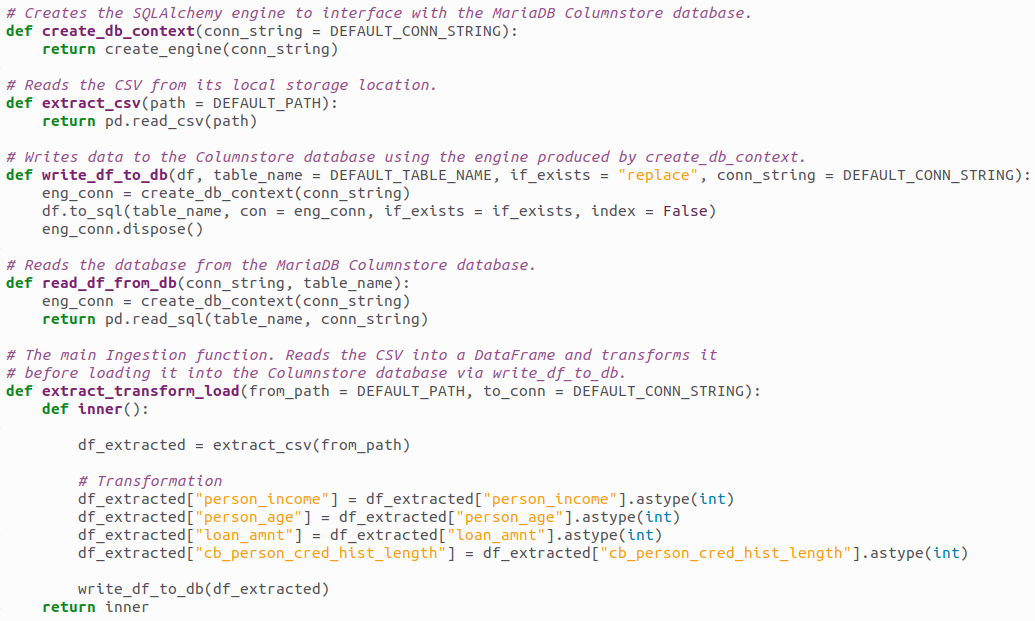 # Creates the SQLAlchemy engine to interface with the MariaDB Columnstore database.
def create_db_context(conn_string = DEFAULT_CONN_STRING):
    return create_engine(conn_string)

# Reads the CSV from its local storage location.
def extract_csv(path = DEFAULT_PATH):
    return pd.read_csv(path)

# Writes data to the Columnstore database using the engine produced by create_db_context.
def write_df_to_db(df, table_name = DEFAULT_TABLE_NAME, if_exists = "replace", conn_string = DEFAULT_CONN_STRING):
    eng_conn = create_db_context(conn_string)
    df.to_sql(table_name, con = eng_conn, if_exists = if_exists, index = False)
    eng_conn.dispose()

# Reads the database from the MariaDB Columnstore database.
def read_df_from_db(conn_string, table_name):
    eng_conn = create_db_context(conn_string)
    return pd.read_sql(table_name, conn_string)

# The main Ingestion function. Reads the CSV into a DataFrame and transforms it
# before loading it into the Columnstore database via write_df_to_db.
def extract_transform_load(from_path = DEFAULT_PATH, to_conn = DEFAULT_CONN_STRING):
    def inner():

        df_extracted = extract_csv(from_path)

        # Transformation
        df_extracted["person_income"] = df_extracted["person_income"].astype(int)
        df_extracted["person_age"] = df_extracted["person_age"].astype(int)
        df_extracted["loan_amnt"] = df_extracted["loan_amnt"].astype(int)
        df_extracted["cb_person_cred_hist_length"] = df_extracted["cb_person_cred_hist_length"].astype(int)

        write_df_to_db(df_extracted)
    return inner